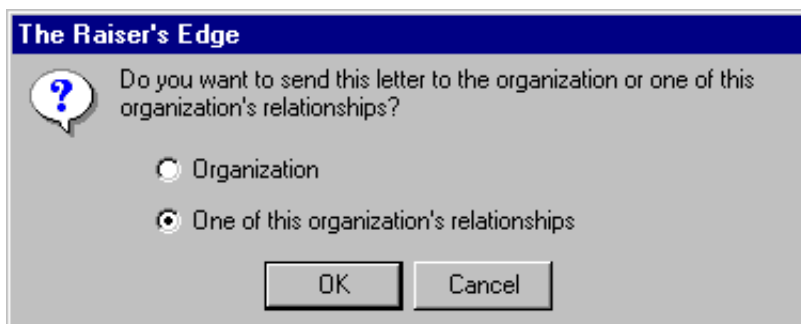 The Raiser's Edge
Do you want to send this letter to the organization or one of this
organization's relationships?
Organization
One of this organization's relationships
OK Cancel